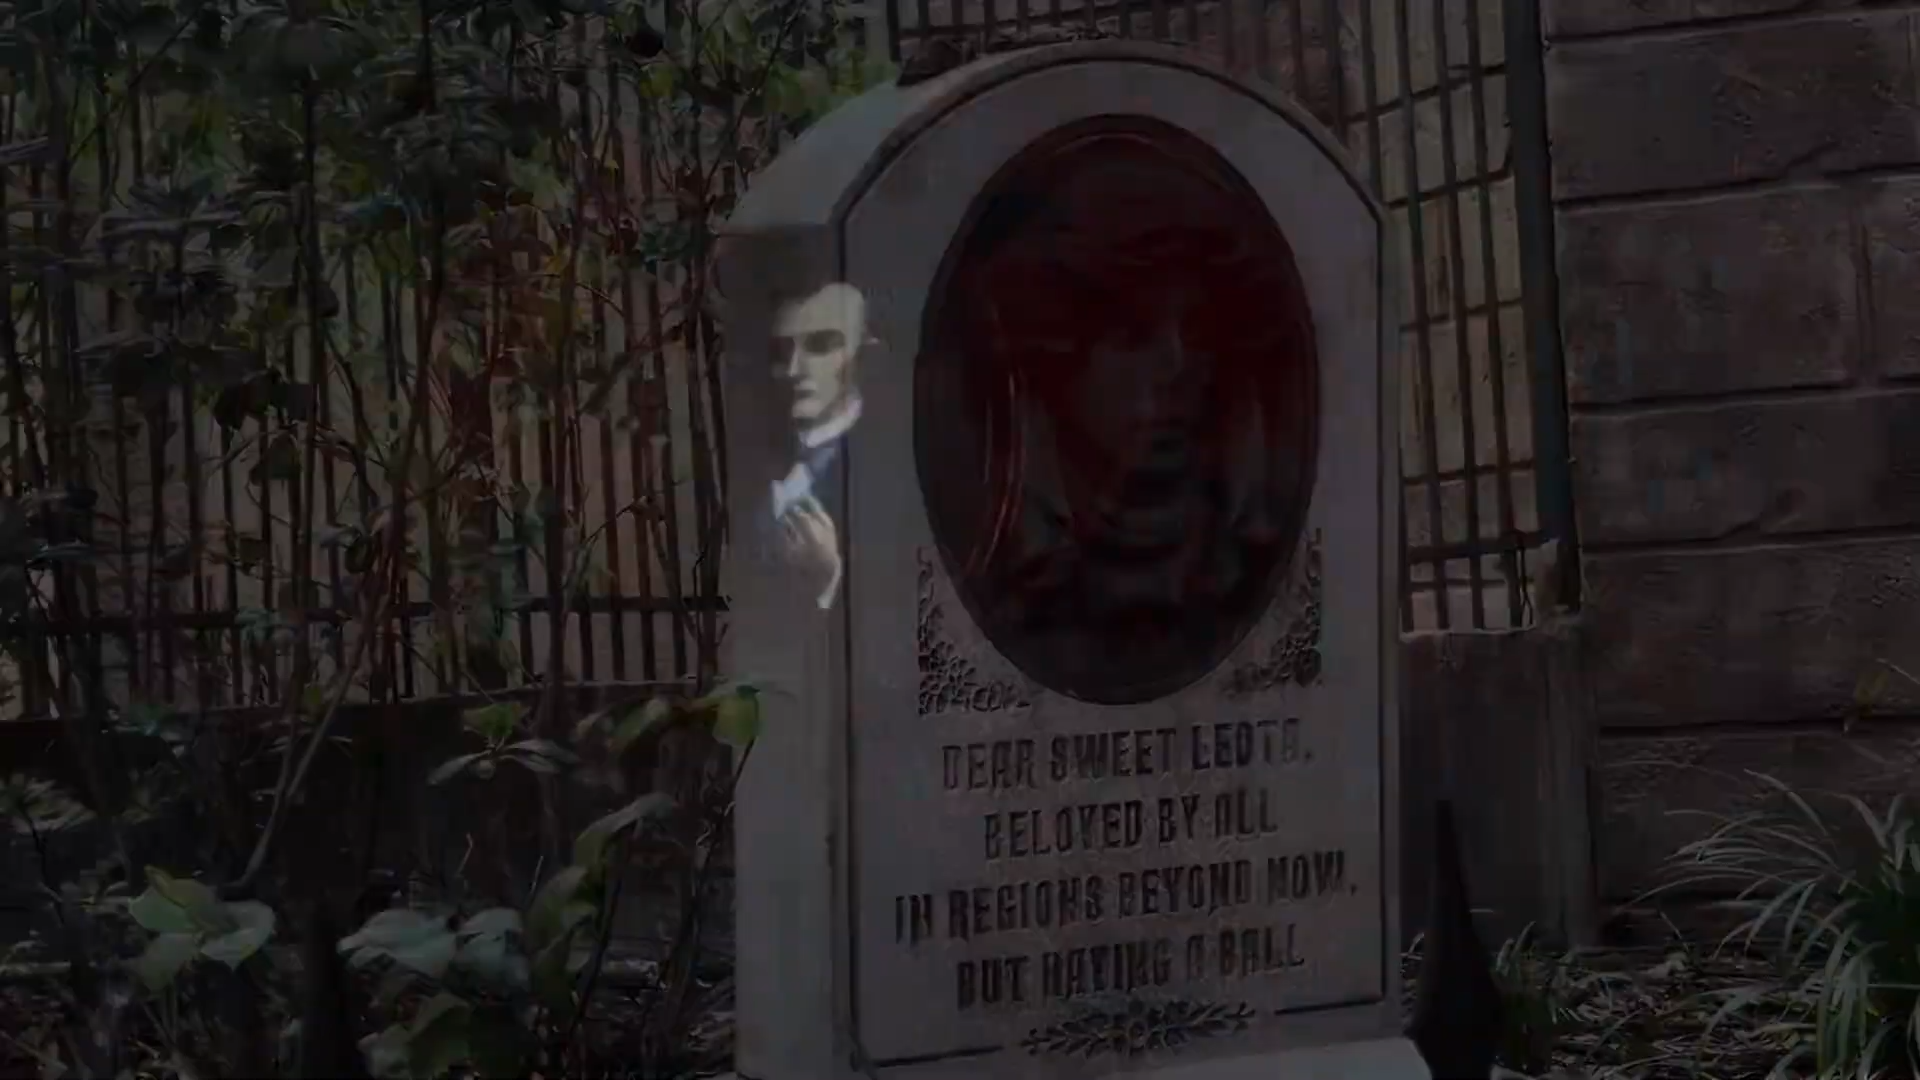 DEAR SWEET LEOTA,
BELOVED BY ALL
IN REGIONS BEYOND NOW,
BUT HAVING A BALL